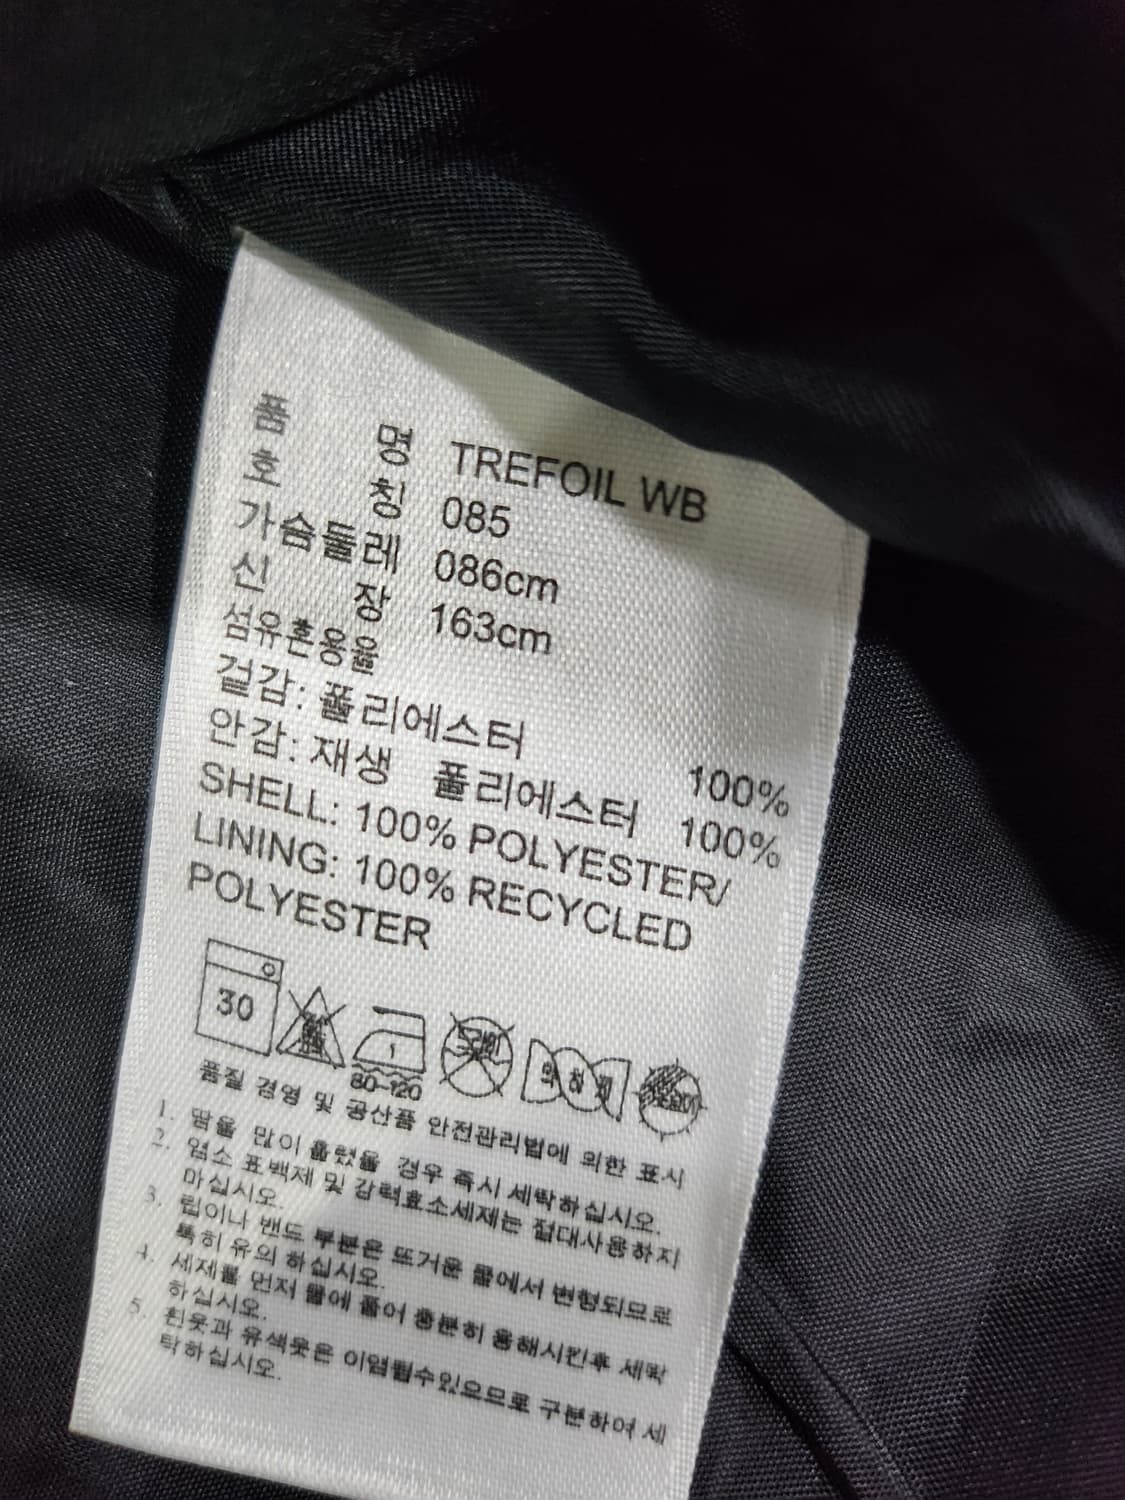 품 명 TREFOIL WB
호 칭 085
가슴둘레 086cm
신 장 163cm
섬유혼용율
겉감: 폴리에스터 100%
안감: 재생 폴리에스터 100%
SHELL: 100% POLYESTER/
LINING: 100% RECYCLED
POLYESTER
30 1 80~120
품질 경영 및 공산품 안전관리법에 의한 표시
1. 땀을 많이 흘렸을 경우 즉시 세탁하십시오.
2. 염소 표백제 및 강력효소세제는 절대사용하지
마십시오.
3. 립이나 밴드 부분은 뜨거운 물에서 변형되므로
특히 유의 하십시오.
4. 세제를 먼저 물에 풀어 충분히 용해시킨후 세탁
하십시오.
5. 흰옷과 유색옷은 이염될수있으므로 구분하여 세
탁하십시오.